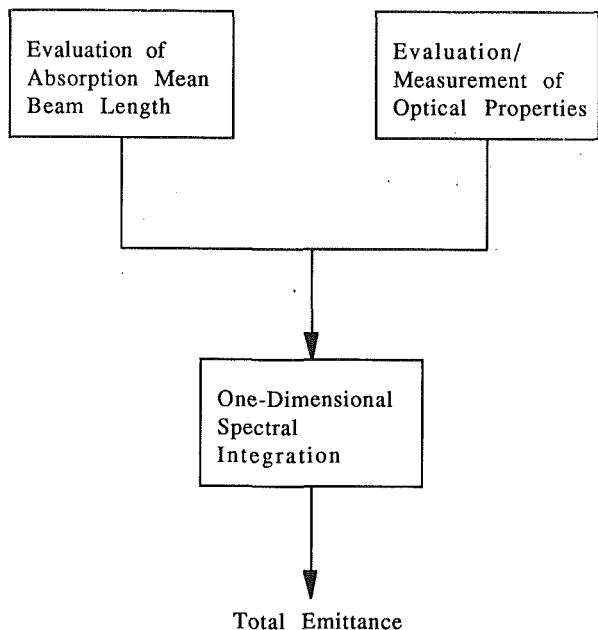 Evaluation of
Absorption Mean
Beam Length
Evaluation/
Measurement of
Optical Properties
One-Dimensional
Spectral
Integration
Total Emittance